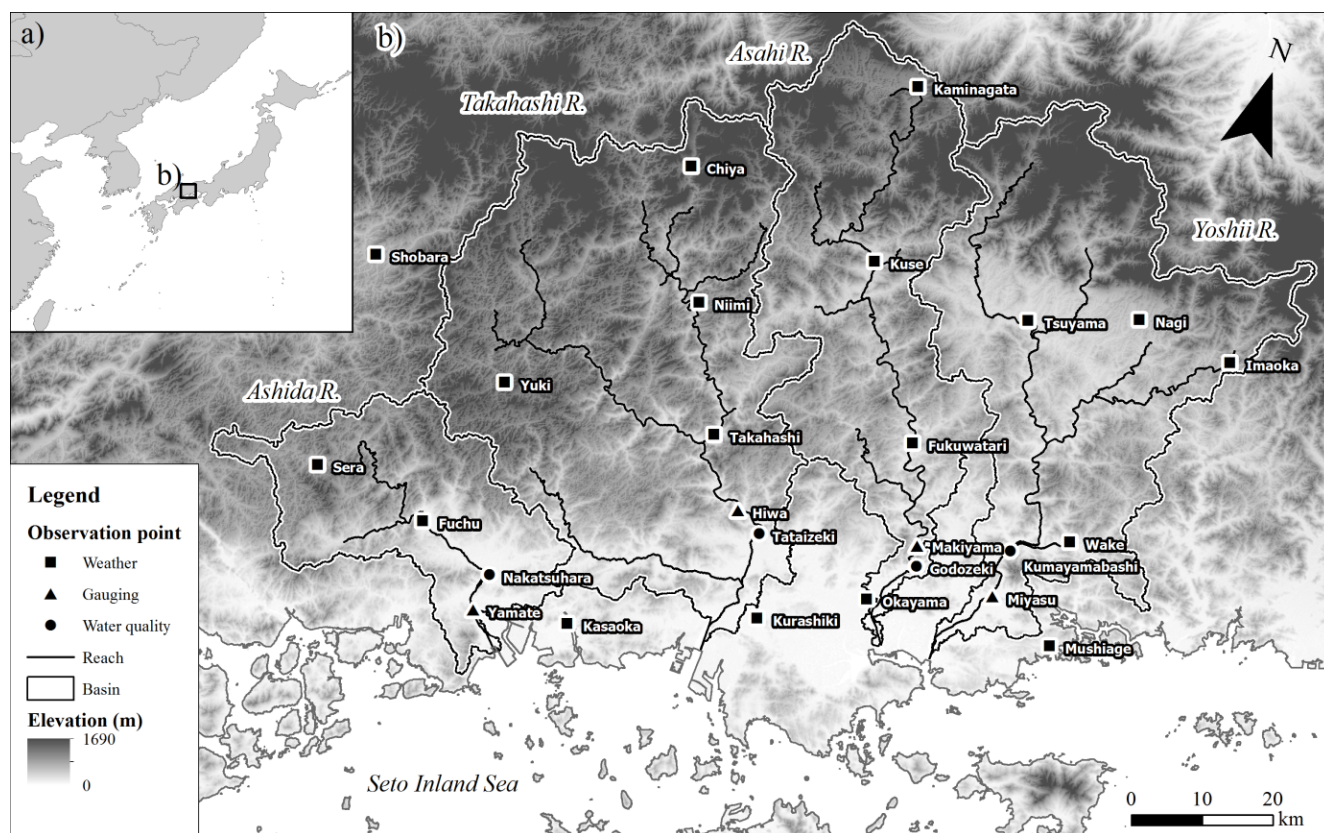 a)
b)
b)
Asahi R.
N
Takahashi R.
Kaminagata
Chiya
Yoshii R.
Shobara
Kuse
Niimi
Tsuyama
Nagi
Imaoka
Yuki
Ashida R.
Takahashi
Fukuwatari
Sera
Hiwa
Fuchu
Tataizeki
Makiyama
Wake
Godozeki
Kumayamabashi
Nakatsuhara
Okayama
Miyasu
Yamate
Kasaoka
Kurashiki
Mushiage
Legend
Observation point
Weather
Gauging
Water quality
Reach
Basin
Elevation (m)
1690
0
Seto Inland Sea
0 10 20
km